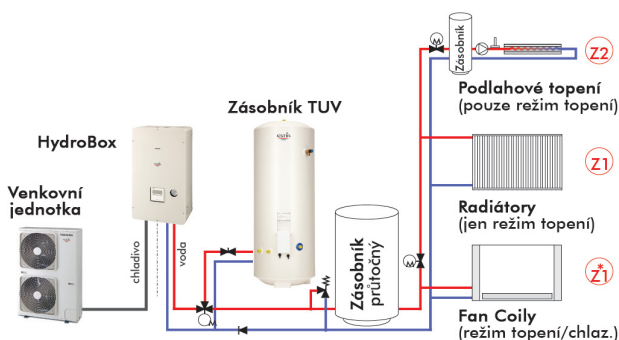 Zásobník
Z2
Podlahové topení
(pouze režim topení)
Zásobník TUV
HydroBox
Venkovní
jednotka
chladivo
voda
Zásobník
průtočný
Z1
Radiátory
(jen režim topení)
Z*1
Fan Coily
(režim topení/chlaz.)
M
M
M